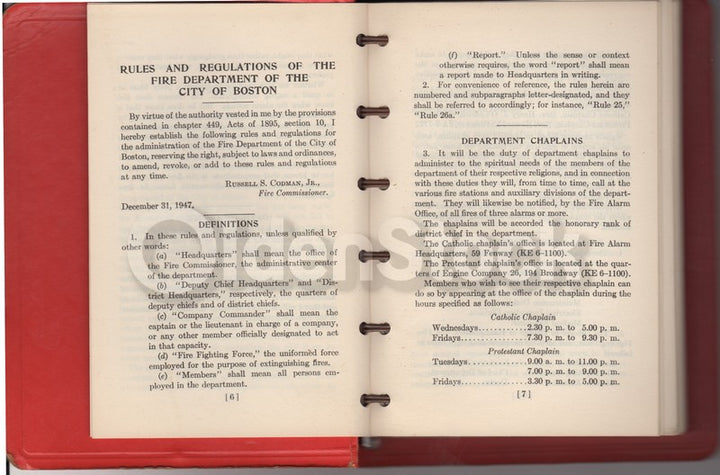 RULES AND REGULATIONS OF THE
FIRE DEPARTMENT OF THE
CITY OF BOSTON
By virtue of the authority vested in me by the provisions
contained in chapter 449, Acts of 1895, section 10, I
hereby establish the following rules and regulations for
the administration of the Fire Department of the City of
Boston, reserving the right, subject to laws and ordinances,
to amend, revoke, or add to these rules and regulations
at any time.
RUSSELL S. CODMAN, JR.,
Fire Commissioner.
December 31, 1947.
DEFINITIONS
1. In these rules and regulations, unless qualified by
other words:
(a) "Headquarters" shall mean the office of
the Fire Commissioner, the administrative center
of the department.
(b) "Deputy Chief Headquarters" and "Dis-
trict Headquarters," respectively, the quarters of
deputy chiefs and of district chiefs.
(c) "Company Commander" shall mean the
captain or the lieutenant in charge of a company,
or any other member officially designated to act
in that capacity.
(d) "Fire Fighting Force," the uniformed force
employed for the purpose of extinguishing fires.
(e) "Members" shall mean all persons em-
ployed in the department.
[6]
(f) "Report." Unless the sense or context
otherwise requires, the word "report" shall mean
a report made to Headquarters in writing.
2. For convenience of reference, the rules herein are
numbered and subparagraphs letter-designated, and they
shall be referred to accordingly; for instance, "Rule 25,"
"Rule 26a."
DEPARTMENT CHAPLAINS
3. It will be the duty of department chaplains to
administer to the spiritual needs of the members of the
department of their respective religions, and in connection
with these duties they will, from time to time, call at the
various fire stations and auxiliary divisions of the depart-
ment. They will likewise be notified, by the Fire Alarm
Office, of all fires of three alarms or more.
The chaplains will be accorded the honorary rank of
district chief in the department.
The Catholic chaplain's office is located at Fire Alarm
Headquarters, 59 Fenway (KE 6-1100).
The Protestant chaplain's office is located at the quar-
ters of Engine Company 26, 194 Broadway (KE 6-1100).
Members who wish to see their respective chaplain can
do so by appearing at the office of the chaplain during the
hours specified as follows:
Catholic Chaplain
Wednesdays............2.30 p. m. to 5.00 p. m.
Fridays................7.30 p. m. to 9.30 p. m.
Protestant Chaplain
Tuesdays..............9.00 a. m. to 11.00 p. m.
7.00 p. m. to 9.00 p. m.
Fridays................3.30 p. m. to 5.00 p. m.
[7]